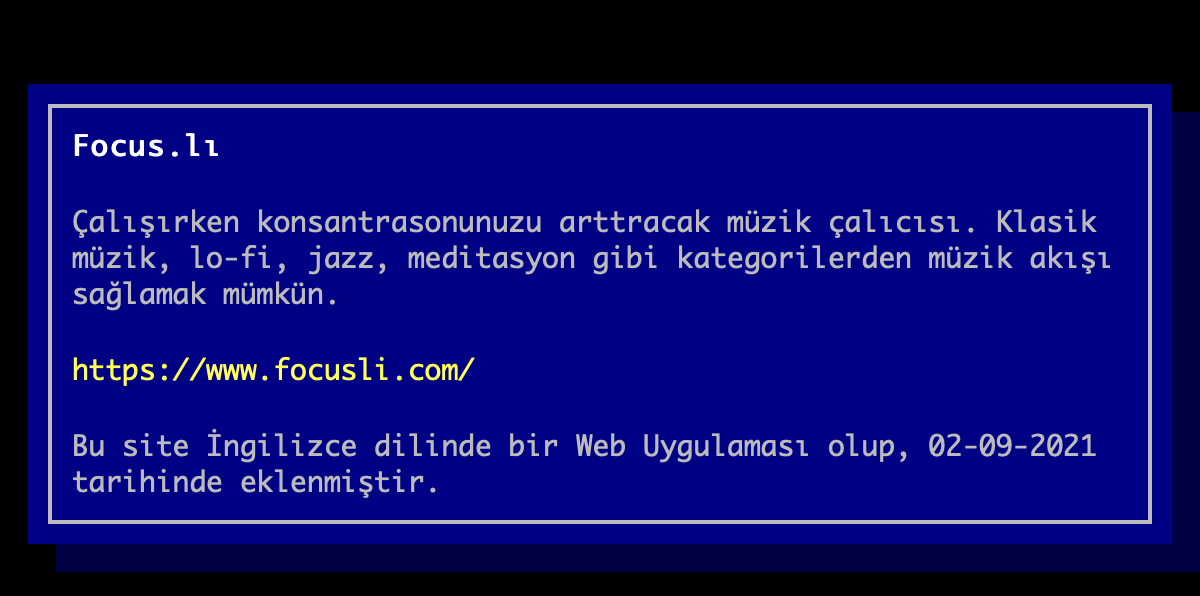 Focus.lı
Çalışırken konsantrasonunuzu arttracak müzik çalıcısı. Klasik
müzik, lo-fi, jazz, meditasyon gibi kategorilerden müzik akışı
sağlamak mümkün.
https://www.focusli.com/
Bu site İngilizce dilinde bir Web Uygulaması olup, 02-09-2021
tarihinde eklenmiştir.